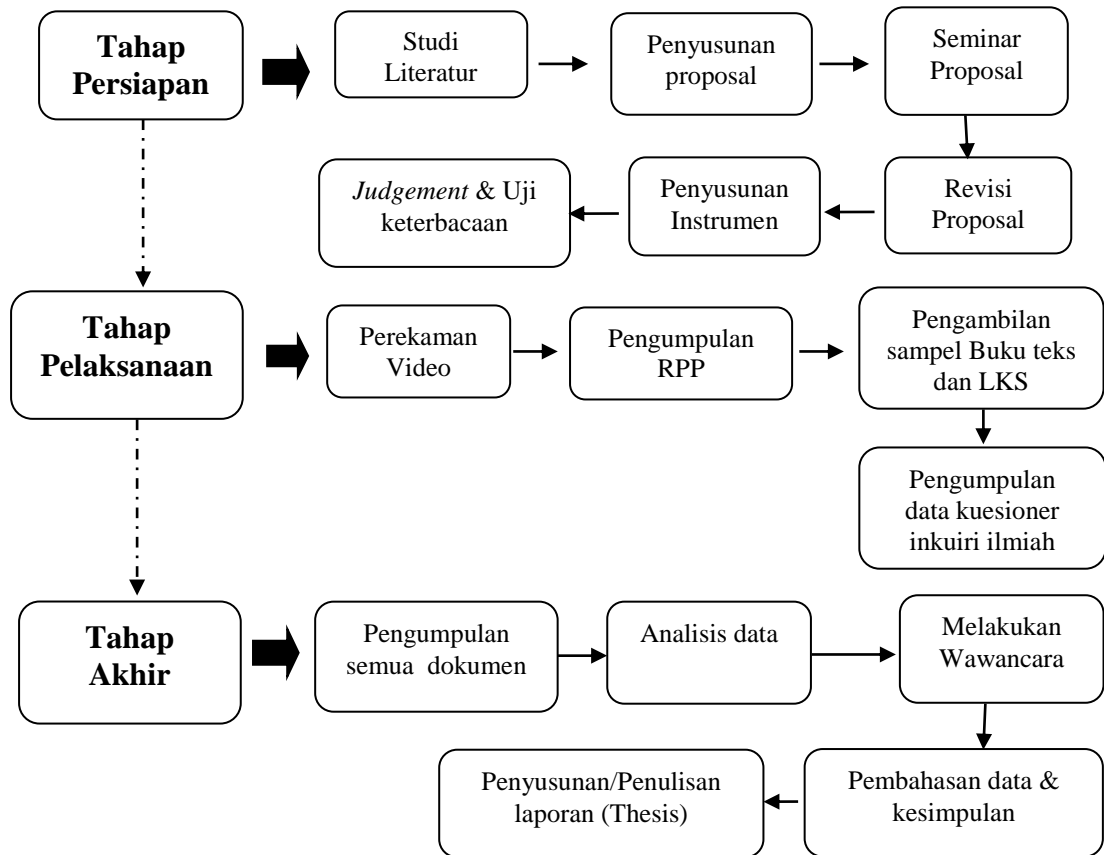 Tahap
Persiapan
Studi
Literatur
Penyusunan
proposal
Seminar
Proposal
Revisi
Proposal
Penyusunan
Instrumen
Judgement & Uji
keterbacaan
Tahap
Pelaksanaan
Perekaman
Video
Pengumpulan
RPP
Pengambilan
sampel Buku teks
dan LKS
Pengumpulan
data kuesioner
inkuiri ilmiah
Tahap
Akhir
Pengumpulan
semua dokumen
Analisis data
Melakukan
Wawancara
Pembahasan data &
kesimpulan
Penyusunan/Penulisan
laporan (Thesis)